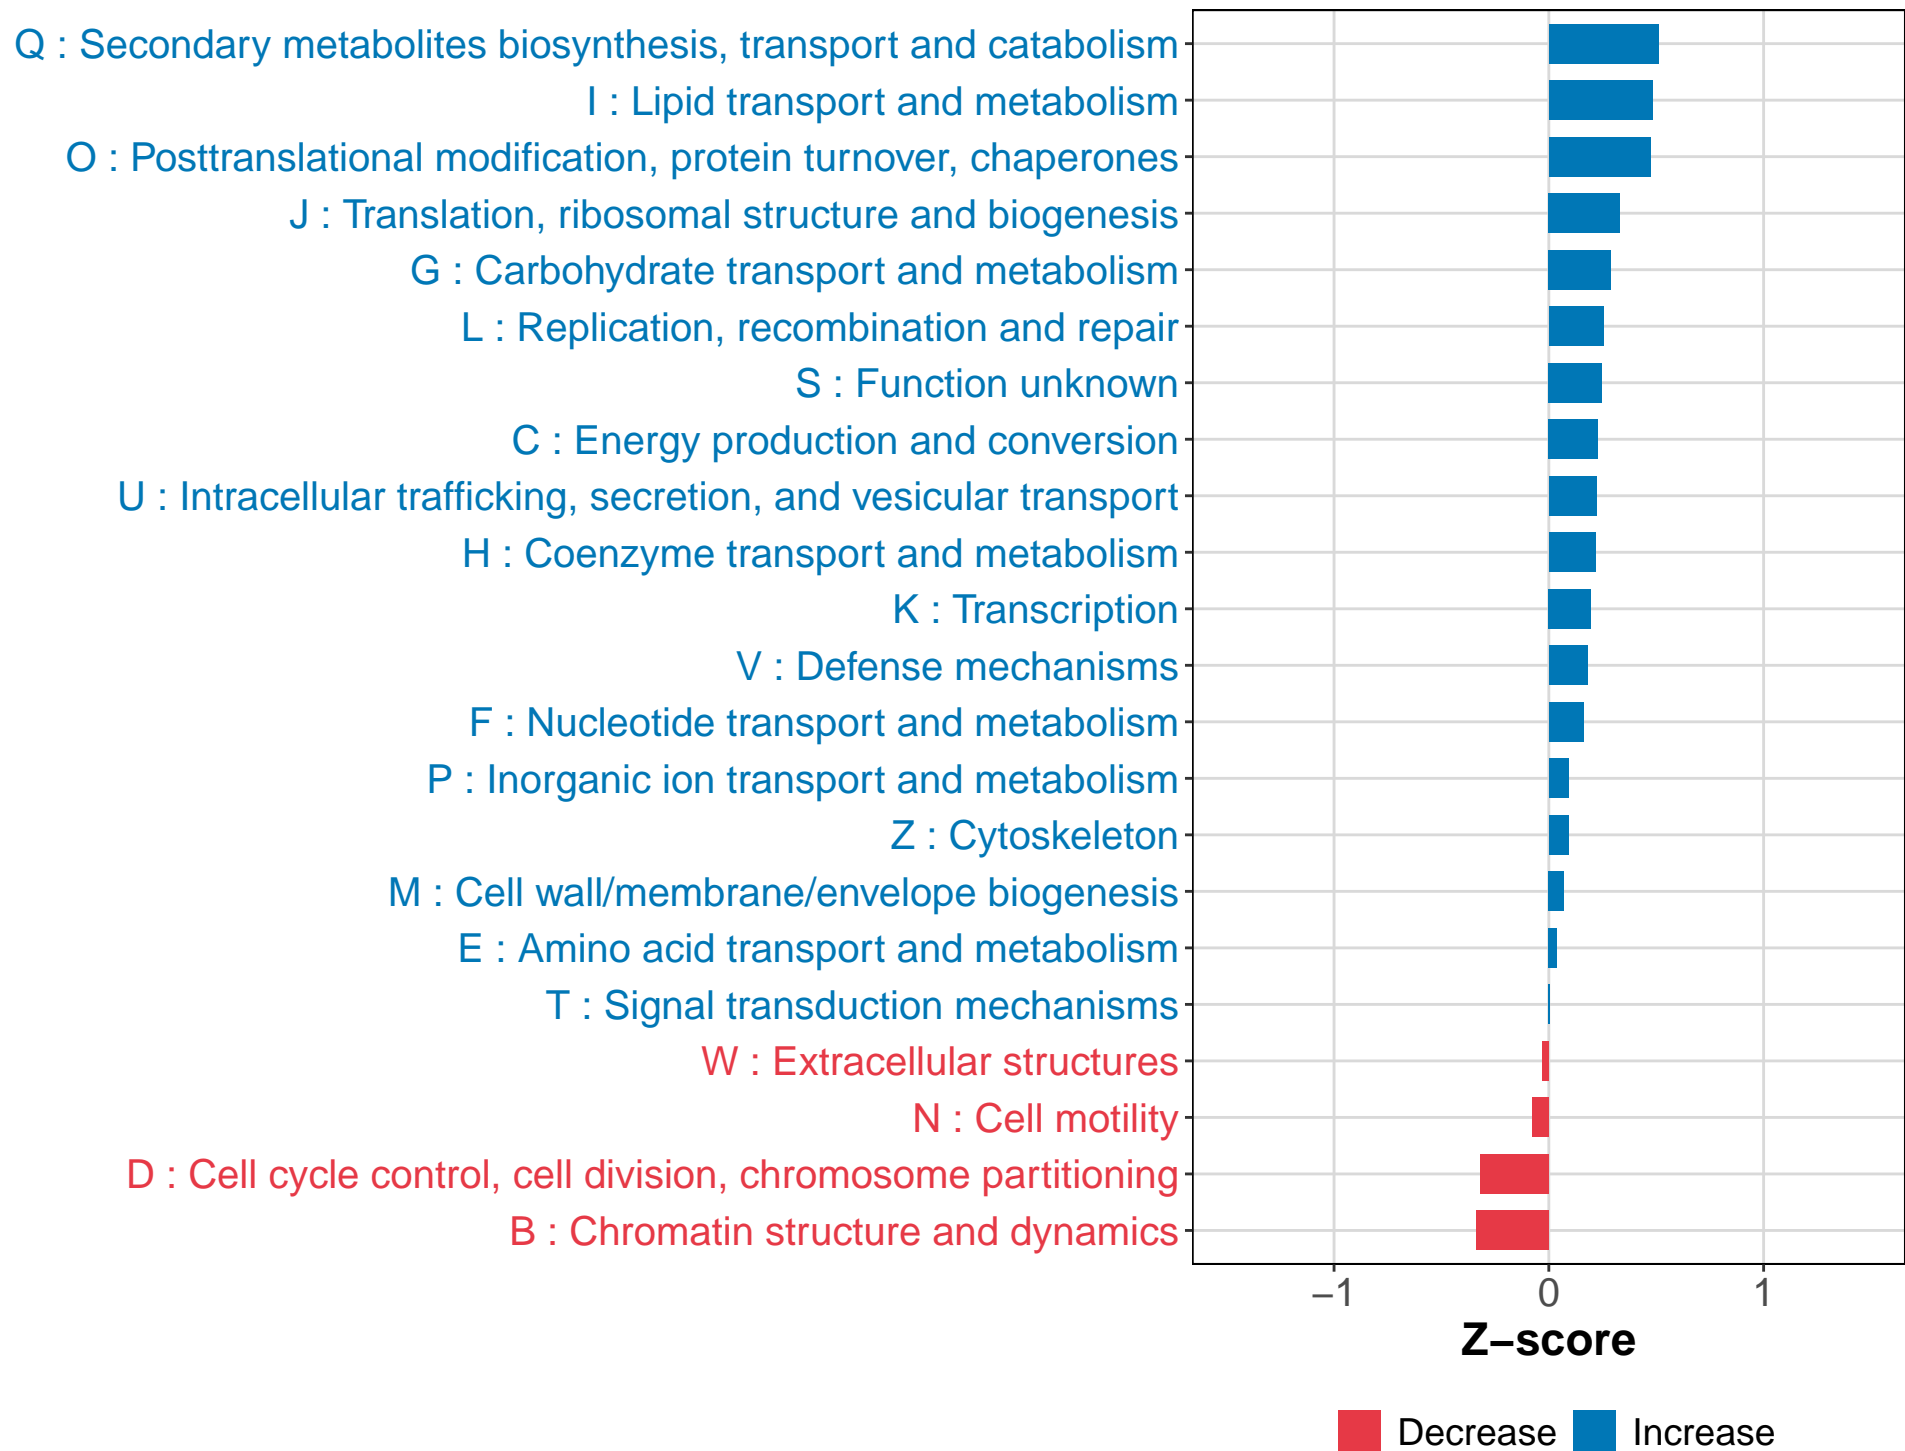 Q : Secondary metabolites biosynthesis, transport and catabolism
I : Lipid transport and metabolism
O : Posttranslational modification, protein turnover, chaperones
J : Translation, ribosomal structure and biogenesis
G : Carbohydrate transport and metabolism
L : Replication, recombination and repair
S : Function unknown
C : Energy production and conversion
U : Intracellular trafficking, secretion, and vesicular transport
H : Coenzyme transport and metabolism
K : Transcription
V : Defense mechanisms
F : Nucleotide transport and metabolism
P : Inorganic ion transport and metabolism
Z : Cytoskeleton
M : Cell wall/membrane/envelope biogenesis
E : Amino acid transport and metabolism
T : Signal transduction mechanisms
W : Extracellular structures
N : Cell motility
D : Cell cycle control, cell division, chromosome partitioning
B : Chromatin structure and dynamics
−1 0 1
Z−score
Decrease Increase